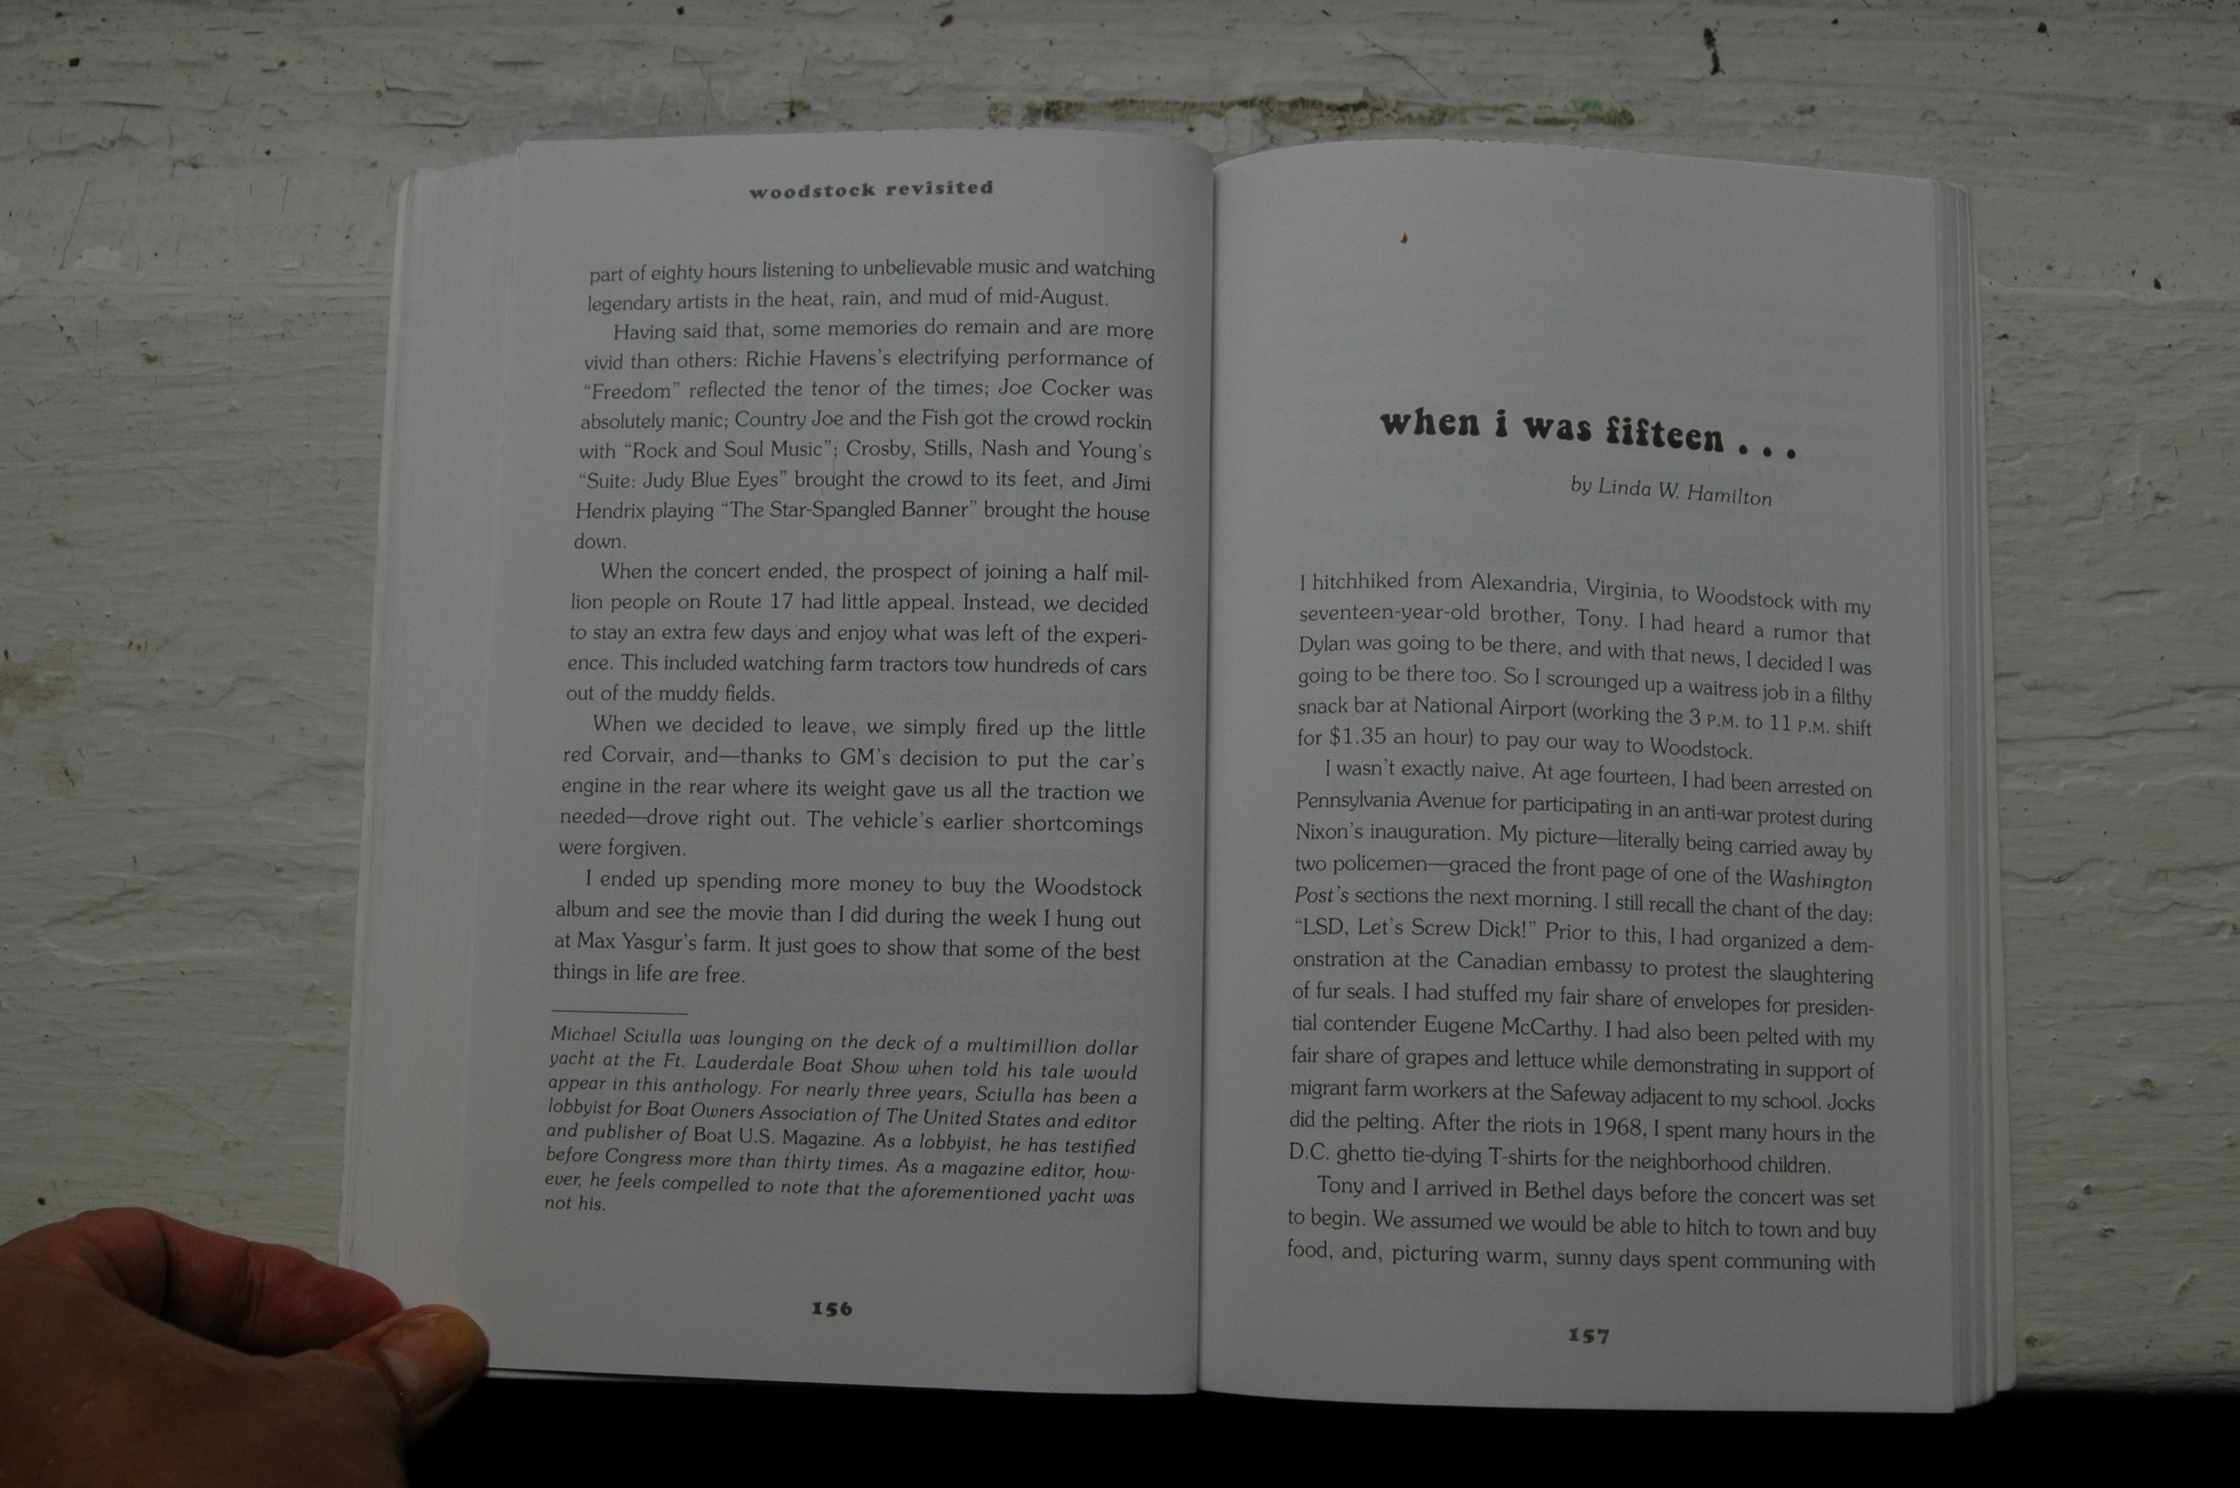 woodstock revisited
part of eighty hours listening to unbelievable music and watching
legendary artists in the heat, rain, and mud of mid-August.
Having said that, some memories do remain and are more
vivid than others: Richie Havens's electrifying performance of
“Freedom” reflected the tenor of the times; Joe Cocker was
absolutely manic; Country Joe and the Fish got the crowd rockin
with “Rock and Soul Music”; Crosby, Stills, Nash and Young's
“Suite: Judy Blue Eyes” brought the crowd to its feet, and Jimi
Hendrix playing “The Star-Spangled Banner” brought the house
down.
When the concert ended, the prospect of joining a half mil-
lion people on Route 17 had little appeal. Instead, we decided
to stay an extra few days and enjoy what was left of the experi-
ence. This included watching farm tractors tow hundreds of cars
out of the muddy fields.
When we decided to leave, we simply fired up the little
red Corvair, and—thanks to GM's decision to put the car's
engine in the rear where its weight gave us all the traction we
needed—drove right out. The vehicle's earlier shortcomings
were forgiven.
I ended up spending more money to buy the Woodstock
album and see the movie than I did during the week I hung out
at Max Yasgur's farm. It just goes to show that some of the best
things in life are free.
Michael Sciulla was lounging on the deck of a multimillion dollar
yacht at the Ft. Lauderdale Boat Show when told his tale would
appear in this anthology. For nearly three years, Sciulla has been a
lobbyist for Boat Owners Association of The United States and editor
and publisher of Boat U.S. Magazine. As a lobbyist, he has testified
before Congress more than thirty times. As a magazine editor, how-
ever, he feels compelled to note that the aforementioned yacht was
not his.
156
when i was fifteen . . .
by Linda W. Hamilton
I hitchhiked from Alexandria, Virginia, to Woodstock with my
seventeen-year-old brother, Tony. I had heard a rumor that
Dylan was going to be there, and with that news, I decided I was
going to be there too. So I scrounged up a waitress job in a filthy
snack bar at National Airport (working the 3 P.M. to 11 P.M. shift
for $1.35 an hour) to pay our way to Woodstock.
I wasn't exactly naive. At age fourteen, I had been arrested on
Pennsylvania Avenue for participating in an anti-war protest during
Nixon's inauguration. My picture—literally being carried away by
two policemen—graced the front page of one of the Washington
Post's sections the next morning. I still recall the chant of the day:
“LSD, Let's Screw Dick!” Prior to this, I had organized a dem-
onstration at the Canadian embassy to protest the slaughtering
of fur seals. I had stuffed my fair share of envelopes for presiden-
tial contender Eugene McCarthy. I had also been pelted with my
fair share of grapes and lettuce while demonstrating in support of
migrant farm workers at the Safeway adjacent to my school. Jocks
did the pelting. After the riots in 1968, I spent many hours in the
D.C. ghetto tie-dying T-shirts for the neighborhood children.
Tony and I arrived in Bethel days before the concert was set
to begin. We assumed we would be able to hitch to town and buy
food, and, picturing warm, sunny days spent communing with
157